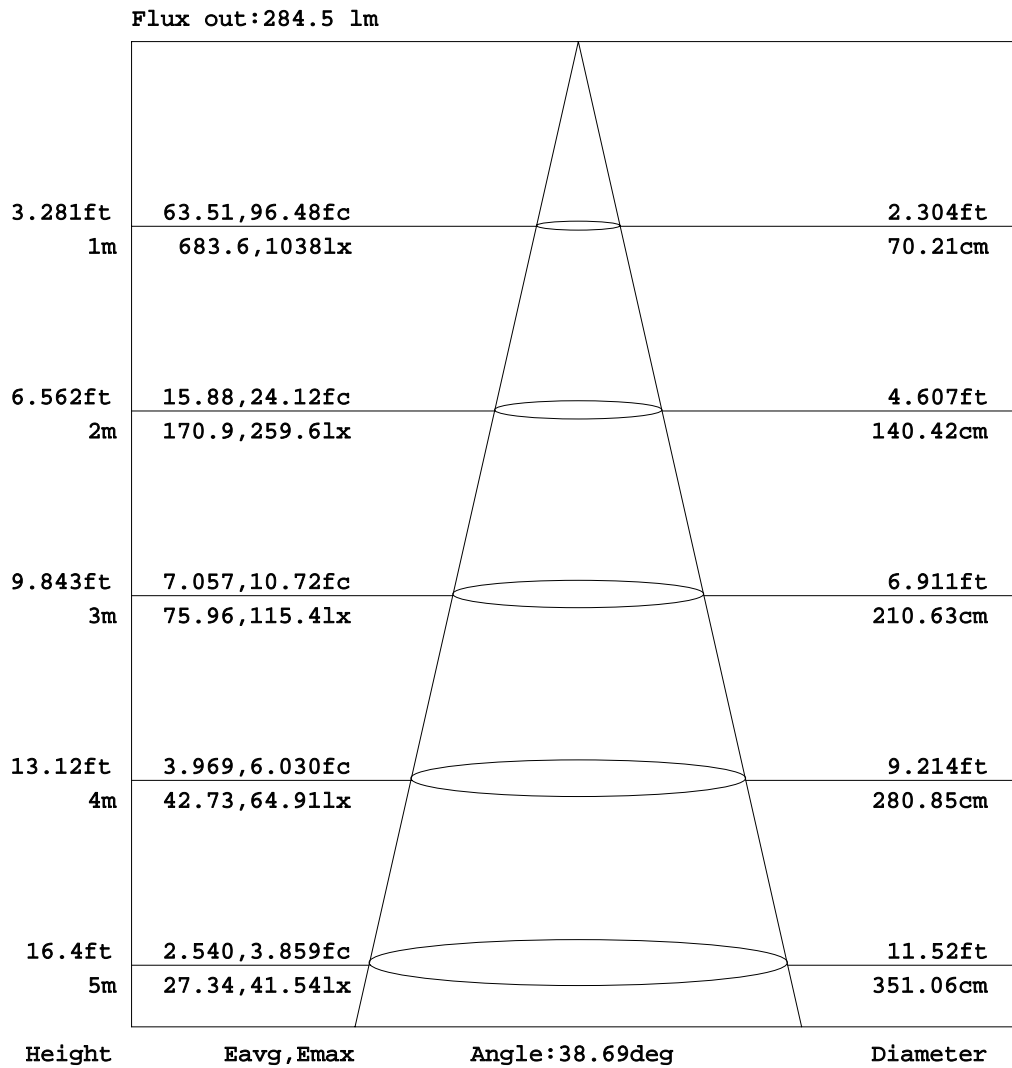 Flux out:284.5 lm
3.281ft 63.51,96.48fc 2.304ft
1m 683.6,1038lx 70.21cm
6.562ft 15.88,24.12fc 4.607ft
2m 170.9,259.6lx 140.42cm
9.843ft 7.057,10.72fc 6.911ft
3m 75.96,115.4lx 210.63cm
13.12ft 3.969,6.030fc 9.214ft
4m 42.73,64.91lx 280.85cm
16.4ft 2.540,3.859fc 11.52ft
5m 27.34,41.54lx 351.06cm
Height Eavg,Emax Angle:38.69deg Diameter